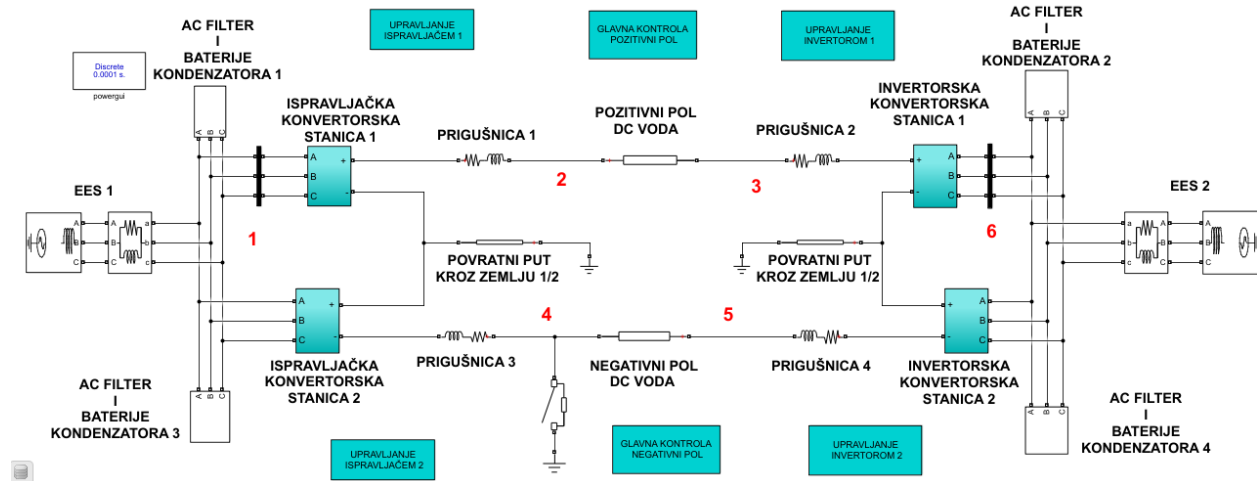 AC FILTER
I
BATERIJE
KONDENZATORA 1
UPRAVLJANJE
ISPRAVLJAČEM 1
GLAVNA KONTROLA
POZITIVNI POL
UPRAVLJANJE
INVERTOROM 1
AC FILTER
I
BATERIJE
KONDENZATORA 2
Discrete
0.0001 s.
powergui
A B C
A B C
ISPRAVLJAČKA
KONVERTORSKA
STANICA 1
PRIGUŠNICA 1
POZITIVNI POL
DC VODA
PRIGUŠNICA 2
INVERTORSKA
KONVERTORSKA
STANICA 1
A
B
C
+
-
2
3
+
-
A
B
C
EES 1
A
B
C
A
B
C
a
b
c
1
6
EES 2
a
b
c
A
B
C
A
B
C
POVRATNI PUT
KROZ ZEMLJU 1/2
POVRATNI PUT
KROZ ZEMLJU 1/2
A
B
C
+
-
4
5
+
-
A
B
C
ISPRAVLJAČKA
KONVERTORSKA
STANICA 2
PRIGUŠNICA 3
NEGATIVNI POL
DC VODA
PRIGUŠNICA 4
INVERTORSKA
KONVERTORSKA
STANICA 2
AC FILTER
I
BATERIJE
KONDENZATORA 3
A B C
A B C
AC FILTER
I
BATERIJE
KONDENZATORA 4
UPRAVLJANJE
ISPRAVLJAČEM 2
GLAVNA KONTROLA
NEGATIVNI POL
UPRAVLJANJE
INVERTOROM 2